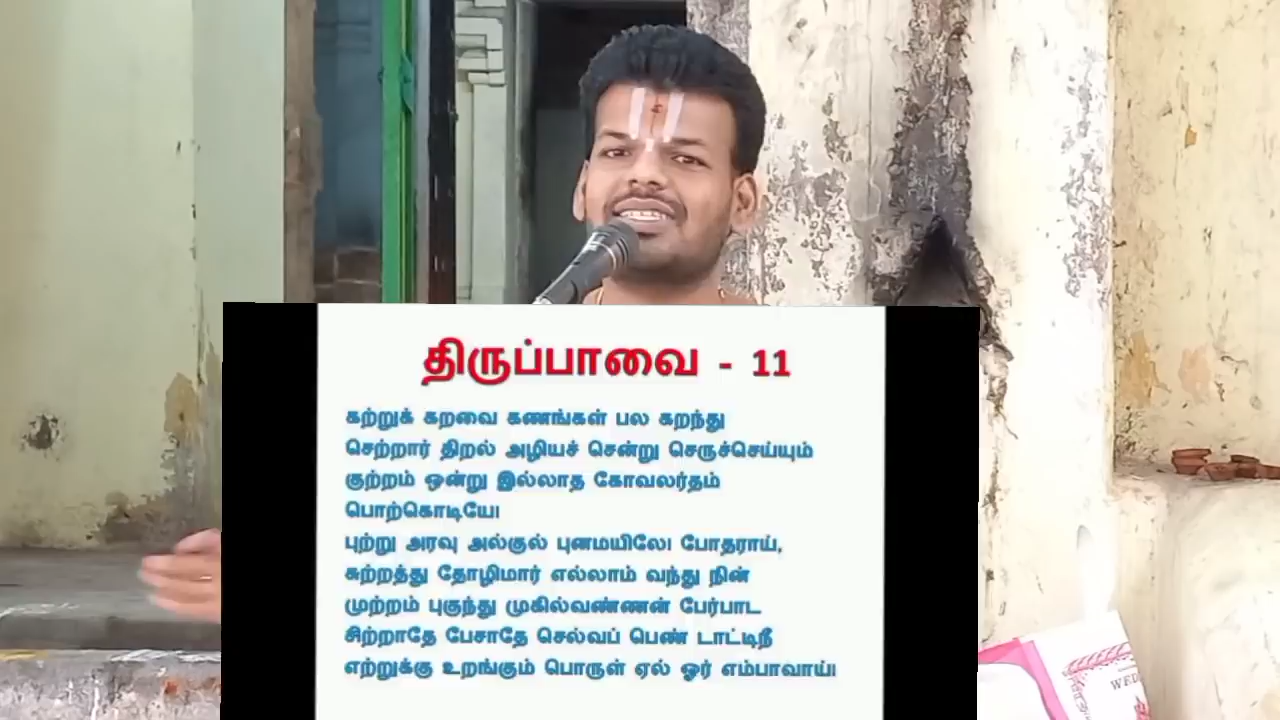 திருப்பாவை - 11
கற்றுக் கறவை கணங்கள் பல கறந்து
செற்றார் திறல் அழியச் சென்று செருச்செய்யும்
குற்றம் ஒன்று இல்லாத கோவலர்தம்
பொற்கொடியே!
புற்று அரவு அல்குல் புனமயிலே! போதராய்,
சுற்றத்து தோழிமார் எல்லாம் வந்து நின்
முற்றம் புகுந்து முகில்வண்ணன் பேர்பாட
சிற்றாதே பேசாதே செல்வப் பெண் டாட்டிநீ
எற்றுக்கு உறங்கும் பொருள் ஏல் ஓர் எம்பாவாய்!
WED